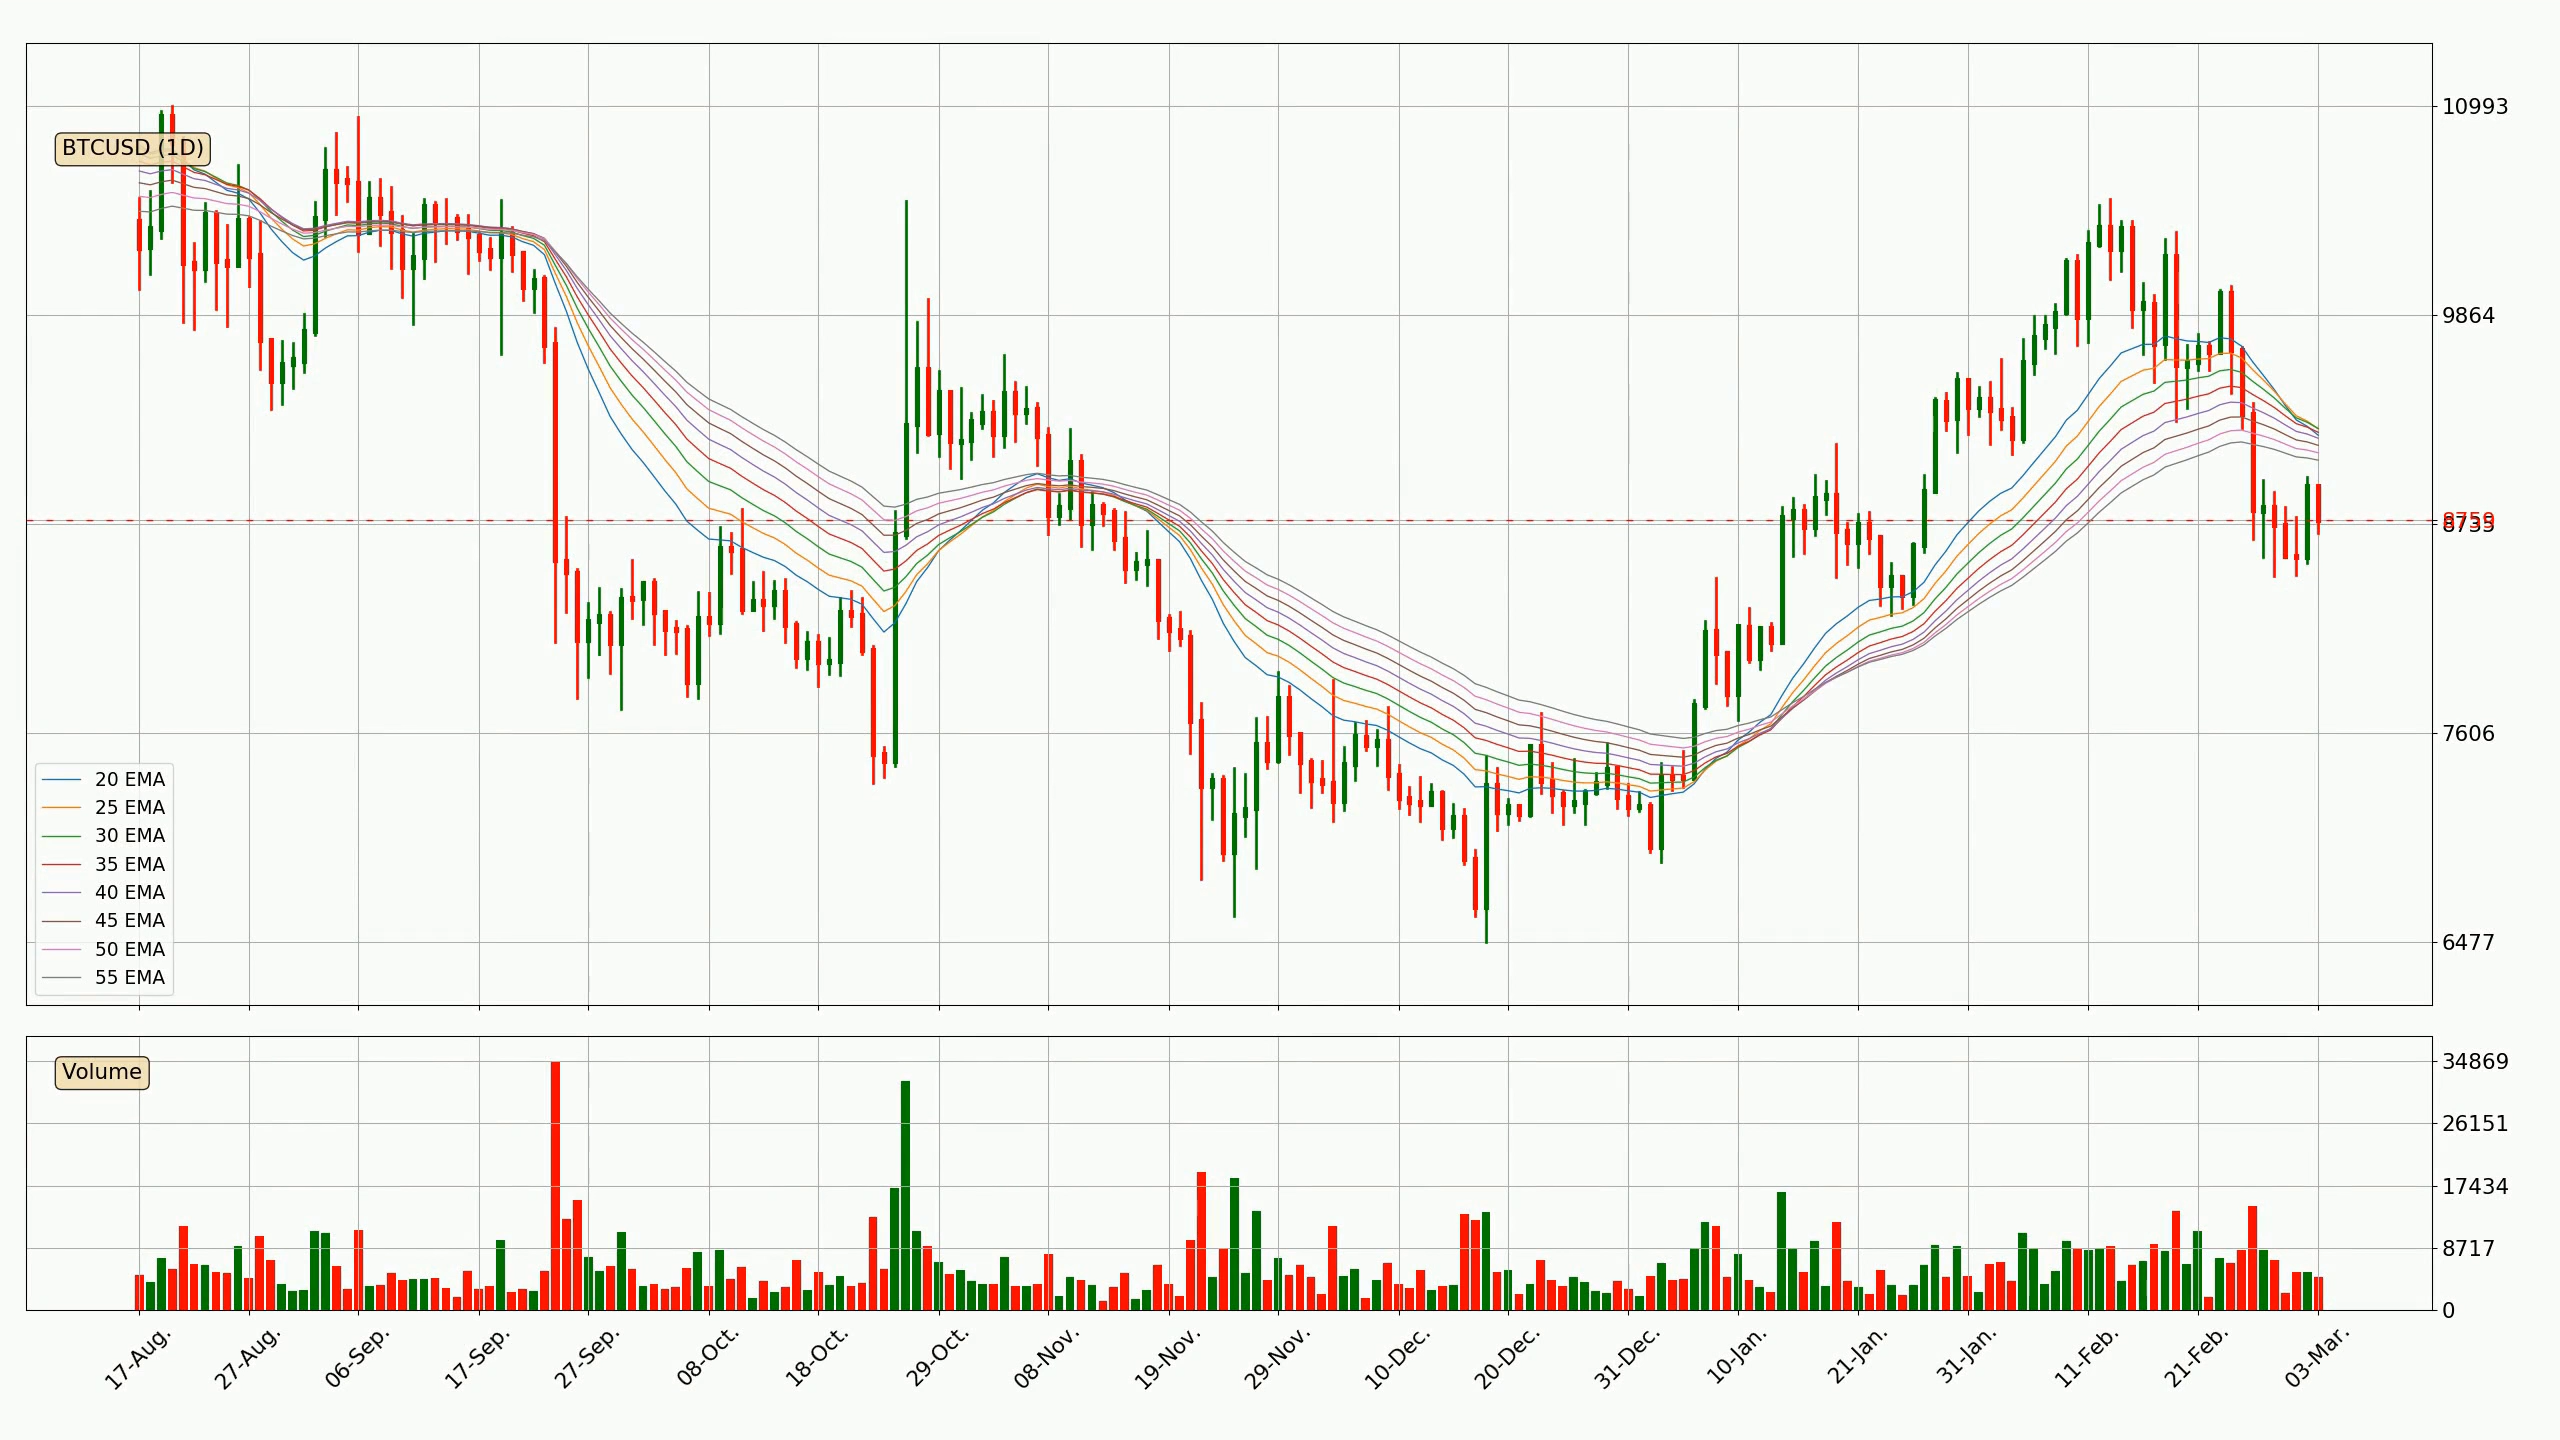 BTCUSD (1D)
10993
9864
8735
7606
6477
20 EMA
25 EMA
30 EMA
35 EMA
40 EMA
45 EMA
50 EMA
55 EMA
Volume
34869
26151
17434
8717
0
17-Aug.
27-Aug.
06-Sep.
17-Sep.
27-Sep.
08-Oct.
18-Oct.
29-Oct.
08-Nov.
19-Nov.
29-Nov.
10-Dec.
20-Dec.
31-Dec.
10-Jan.
21-Jan.
31-Jan.
11-Feb.
21-Feb.
03-Mar.